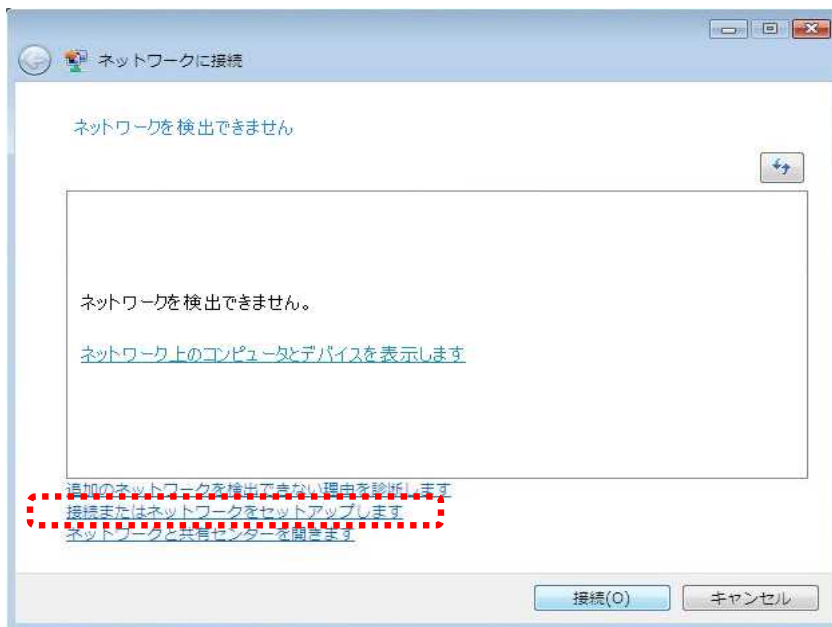 ネットワークに接続
ネットワークを検出できません
ネットワークを検出できません。
ネットワーク上のコンピュータとデバイスを表示します
追加のネットワークを検出できない理由を診断します
接続またはネットワークをセットアップします
ネットワークと共有センターを開きます
接続(O)
キャンセル